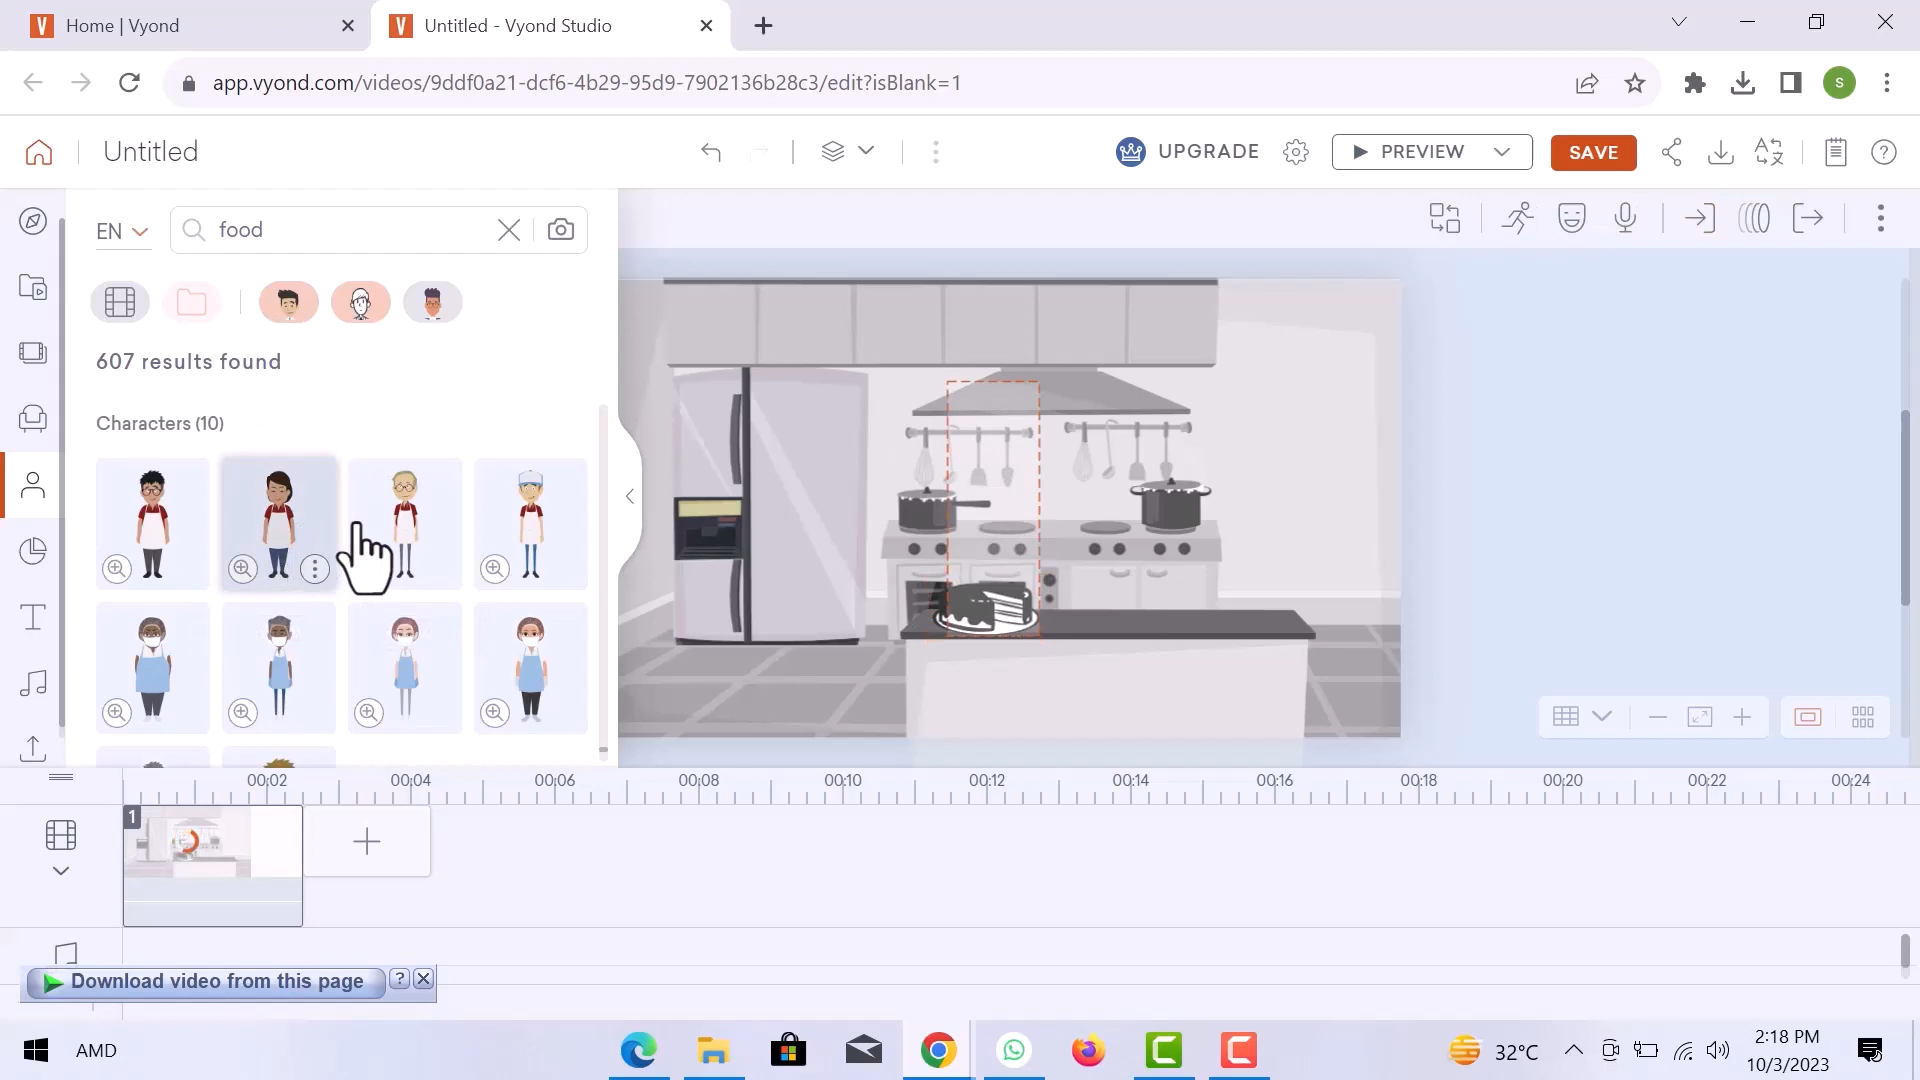 Home | Vyond
Untitled - Vyond Studio
app.vyond.com/videos/9ddf0a21-dcf6-4b29-95d9-7902136b28c3/edit?isBlank=1
S
Untitled
UPGRADE
PREVIEW
SAVE
EN
food
607 results found
Characters (10)
00:02
00:04
00:06
00:08
00:10
00:12
00:14
00:16
00:18
00:20
00:22
00:24
1
Download video from this page
AMD
32°C
2:18 PM
10/3/2023